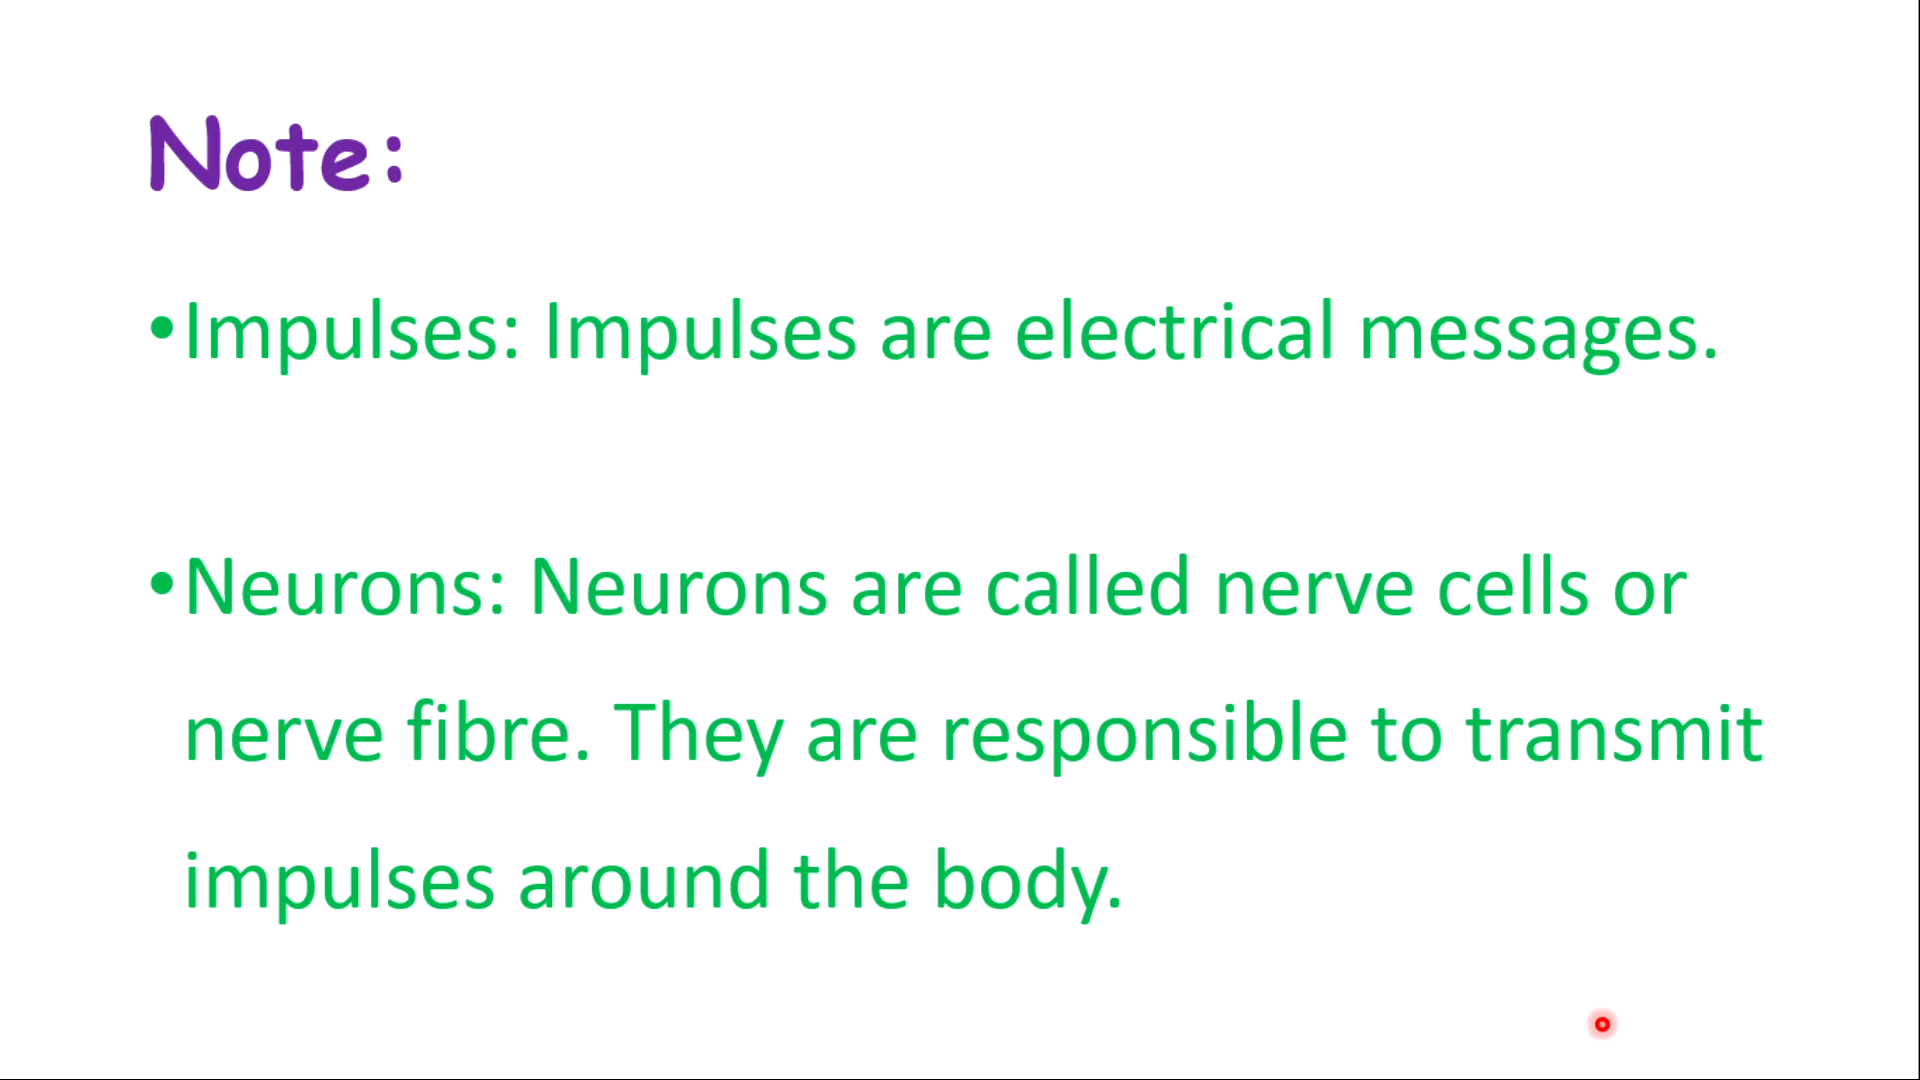 Note:
•Impulses: Impulses are electrical messages.
•Neurons: Neurons are called nerve cells or
nerve fibre. They are responsible to transmit
impulses around the body.